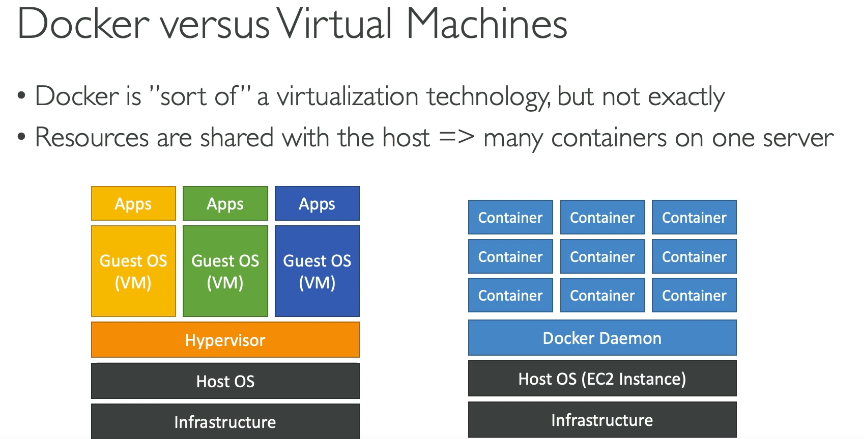 Docker versus Virtual Machines
• Docker is ”sort of” a virtualization technology, but not exactly
• Resources are shared with the host => many containers on one server
Apps Apps Apps
Guest OS Guest OS Guest OS
(VM) (VM) (VM)
Hypervisor
Host OS
Infrastructure
Container Container Container
Container Container Container
Container Container Container
Docker Daemon
Host OS (EC2 Instance)
Infrastructure